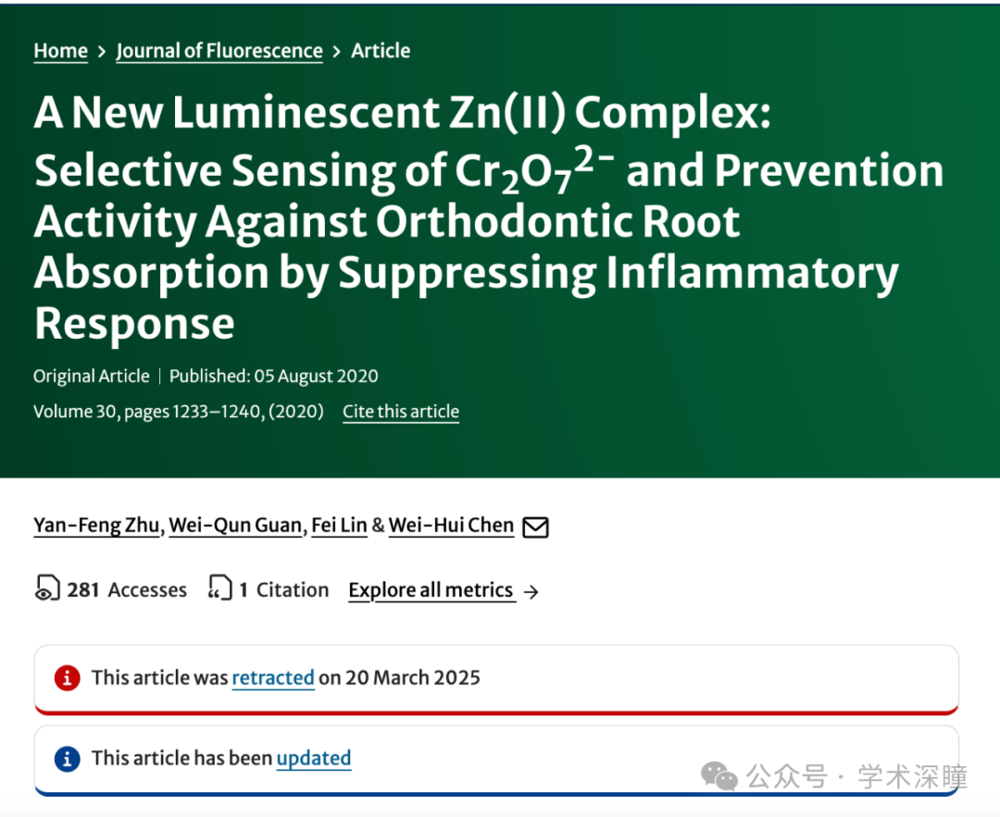 Home > Journal of Fluorescence > Article
A New Luminescent Zn(II) Complex:
Selective Sensing of Cr₂O₇²⁻ and Prevention
Activity Against Orthodontic Root
Absorption by Suppressing Inflammatory
Response
Original Article | Published: 05 August 2020
Volume 30, pages 1233–1240, (2020) Cite this article
Yan-Feng Zhu, Wei-Qun Guan, Fei Lin & Wei-Hui Chen
281 Accesses 1 Citation Explore all metrics →
This article was retracted on 20 March 2025
This article has been updated
公众号 · 学术深瞳